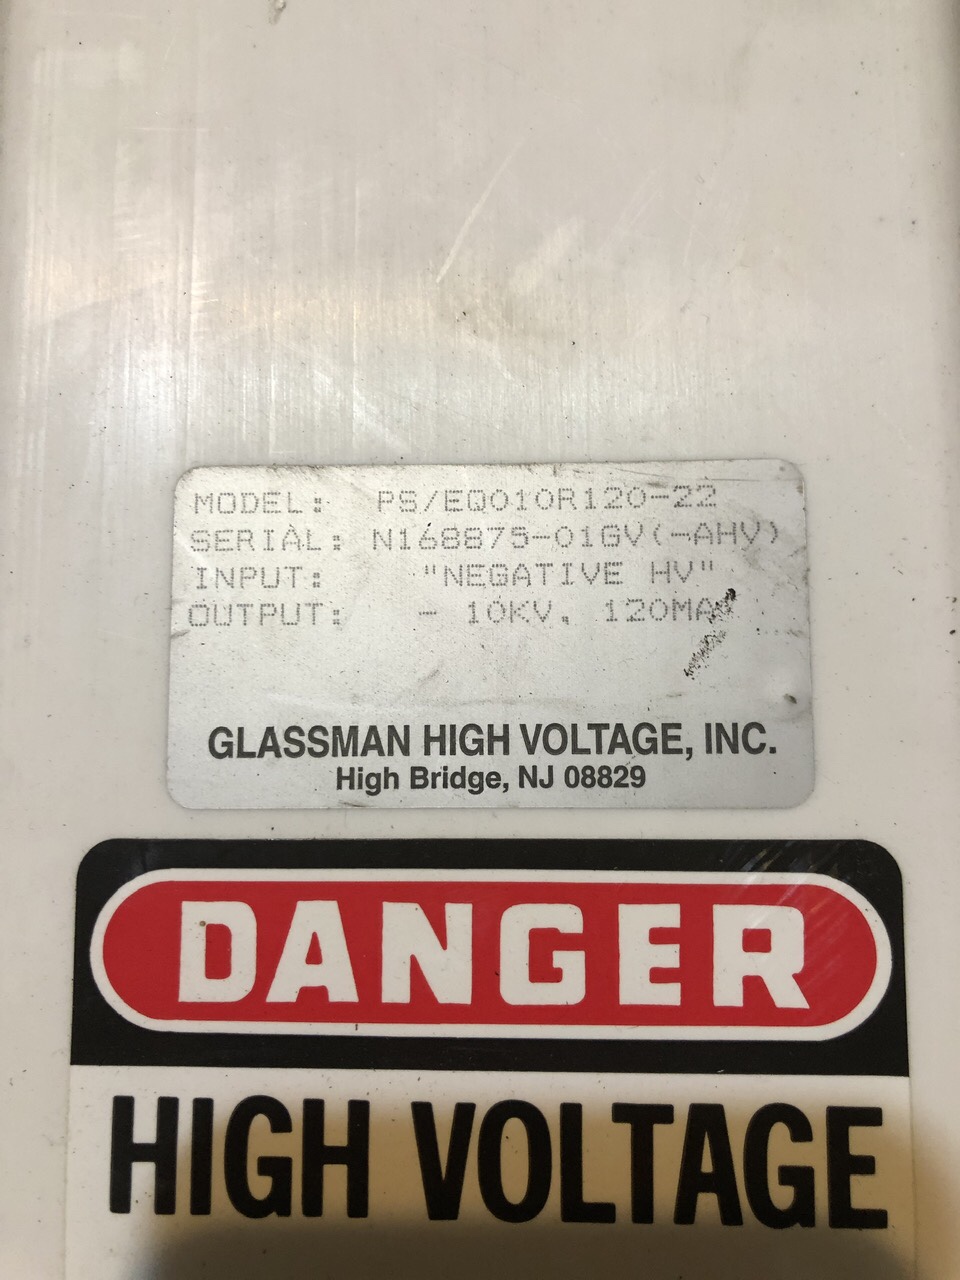 MODEL: PS/EQ010R120-22
SERIAL: N168875-01GV(-AHV)
INPUT: "NEGATIVE HV"
OUTPUT: - 10KV, 120MA
GLASSMAN HIGH VOLTAGE, INC.
High Bridge, NJ 08829
DANGER
HIGH VOLTAGE